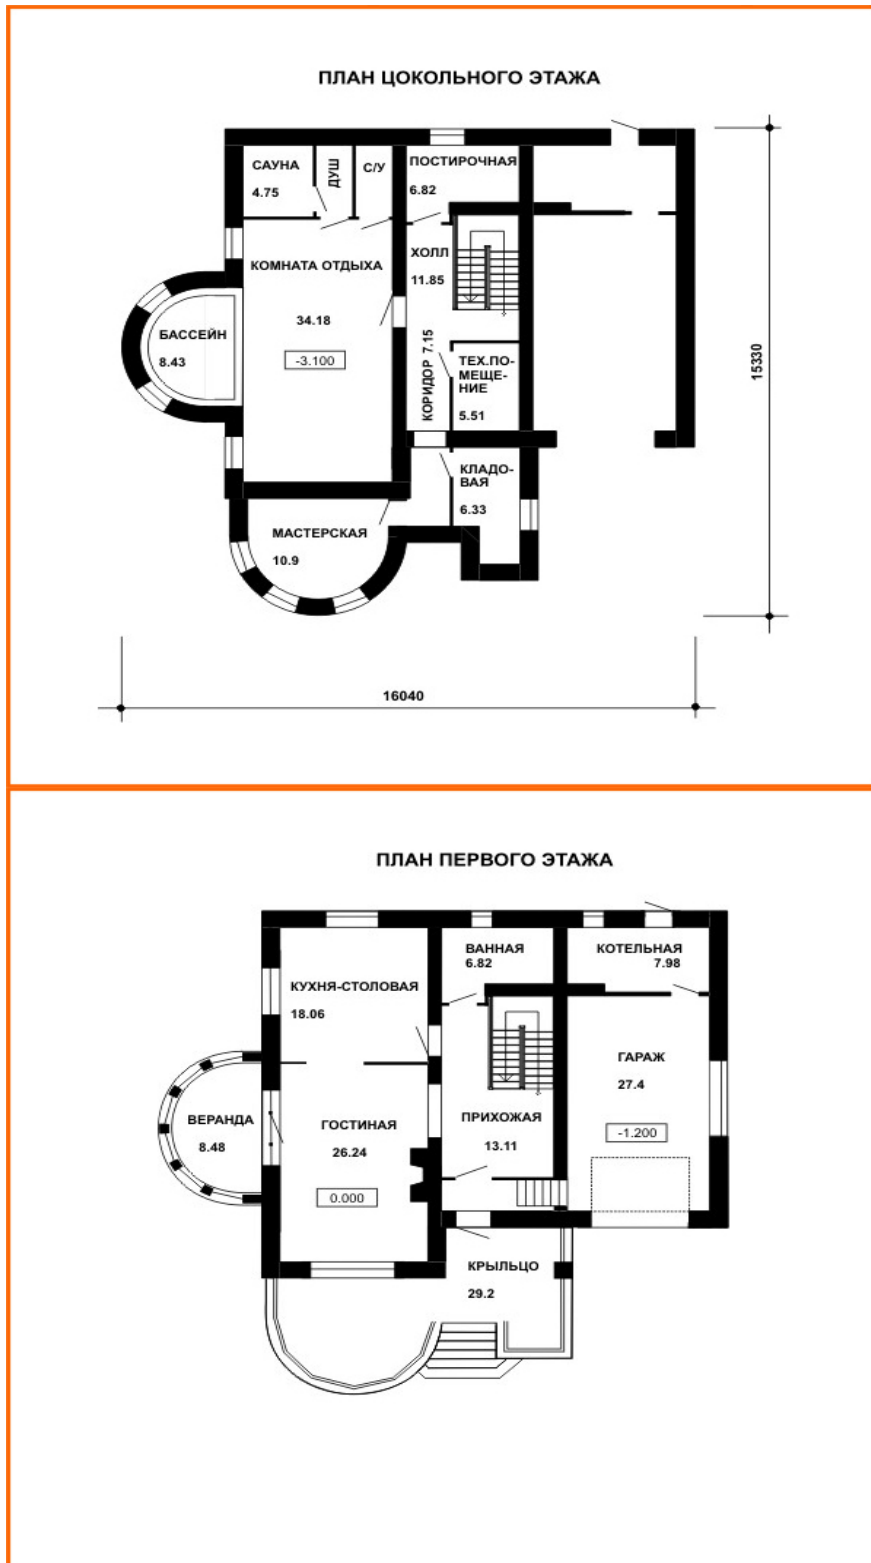 ПЛАН ЦОКОЛЬНОГО ЭТАЖА
САУНА
4.75
ДУШ
С/У
ПОСТИРОЧНАЯ
6.82
КОМНАТА ОТДЫХА
34.18
-3.100
ХОЛЛ
11.85
БАССЕЙН
8.43
КОРИДОР 7.15
ТЕХ.ПО-
МЕЩЕ-
НИЕ
5.51
КЛАДО-
ВАЯ
6.33
МАСТЕРСКАЯ
10.9
15330
16040
ПЛАН ПЕРВОГО ЭТАЖА
ВАННАЯ
6.82
КОТЕЛЬНАЯ
7.98
КУХНЯ-СТОЛОВАЯ
18.06
ГАРАЖ
27.4
-1.200
ВЕРАНДА
8.48
ГОСТИНАЯ
26.24
0.000
ПРИХОЖАЯ
13.11
КРЫЛЬЦО
29.2